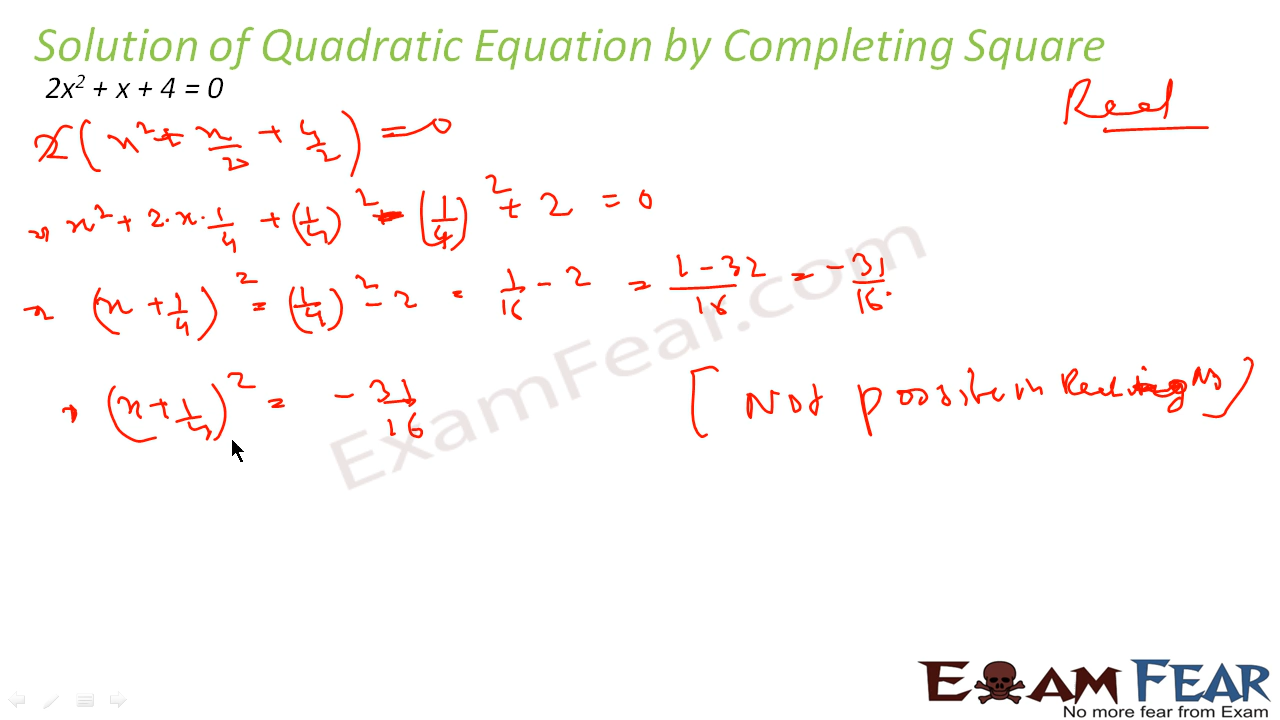 Solution of Quadratic Equation by Completing Square
2x² + x + 4 = 0
Real
2(x² + x/2 + 4/2) = 0
⇒ x² + 2·x·1/4 + (1/4)² - (1/4)² + 2 = 0
⇒ (x + 1/4)² = (1/4)² - 2 = 1/16 - 2 = (1 - 32)/16 = -31/16
⇒ (x + 1/4)² = -31/16 [Not possible in Real No]
ExamFear.com
EXAM FEAR
No more fear from Exam